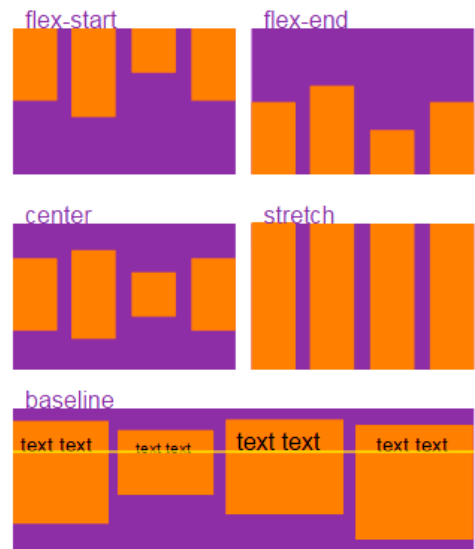 flex-start
flex-end
center
stretch
baseline
text text
text text
text text
text text